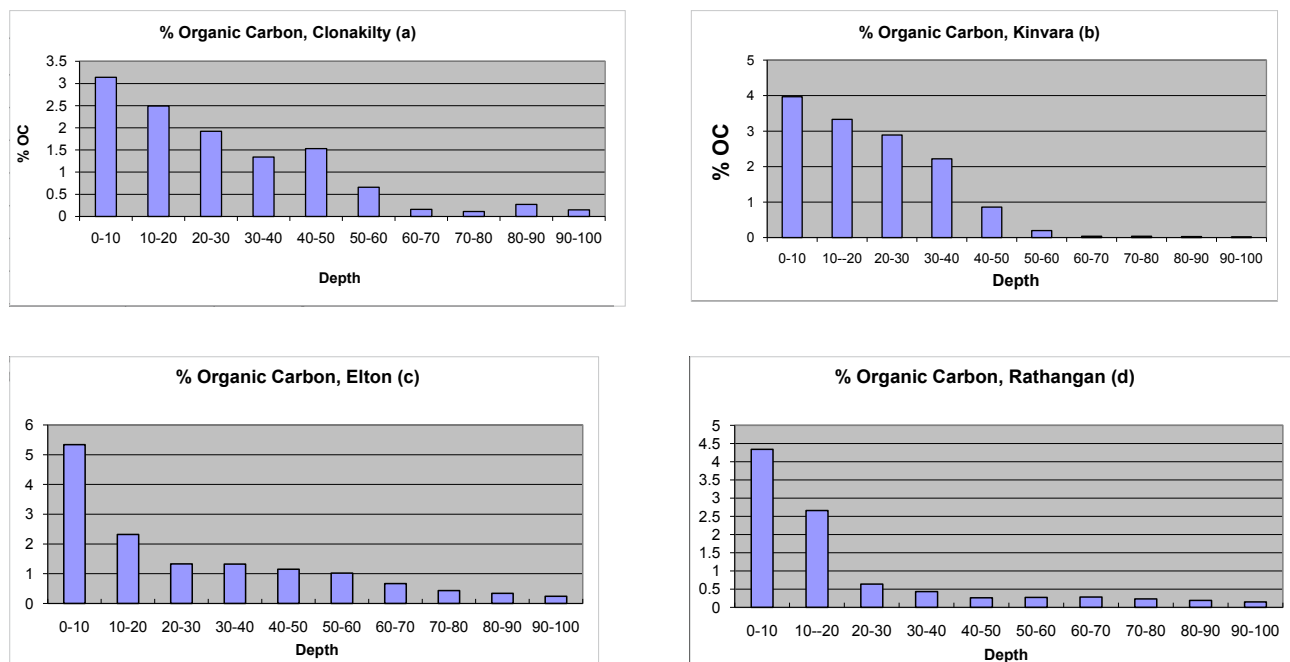 % Organic Carbon, Clonakilty (a)
3.5
3
2.5
2
1.5
1
0.5
0
% OC
0-10 10-20 20-30 30-40 40-50 50-60 60-70 70-80 80-90 90-100
Depth
% Organic Carbon, Kinvara (b)
5
4
3
2
1
0
% OC
0-10 10--20 20-30 30-40 40-50 50-60 60-70 70-80 80-90 90-100
Depth
% Organic Carbon, Elton (c)
6
5
4
3
2
1
0
0-10 10-20 20-30 30-40 40-50 50-60 60-70 70-80 80-90 90-100
Depth
% Organic Carbon, Rathangan (d)
5
4.5
4
3.5
3
2.5
2
1.5
1
0.5
0
0-10 10--20 20-30 30-40 40-50 50-60 60-70 70-80 80-90 90-100
Depth